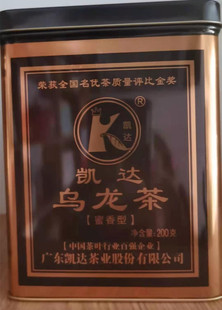 荣获全国名优茶质量评比金奖
K
凯达
®
凯达
乌龙茶
【蜜香型】
净含量:200克
【中国茶叶行业百强企业】
广东凯达茶业股份有限公司